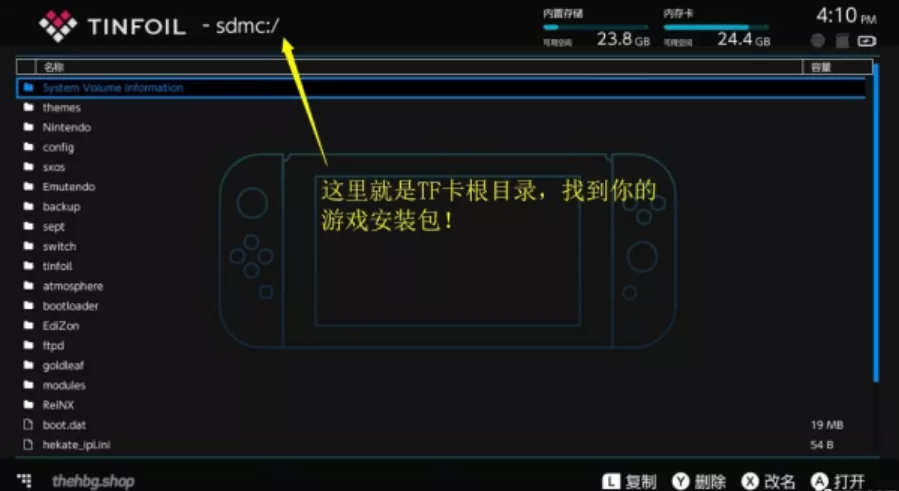 TINFOIL - sdmc:/
内置存储
可用空间 23.8 GB
内存卡
可用空间 24.4 GB
4:10 PM
名称 容量
System Volume Information
themes
Nintendo
config
sxos
Emutendo
backup
sept
switch
tinfoil
atmosphere
bootloader
EdiZon
ftpd
goldleaf
modules
ReiNX
boot.dat 19 MB
hekate_ipl.ini 54 B
这里就是TF卡根目录，找到你的
游戏安装包！
thehbg.shop
L 复制 Y 删除 X 改名 A 打开